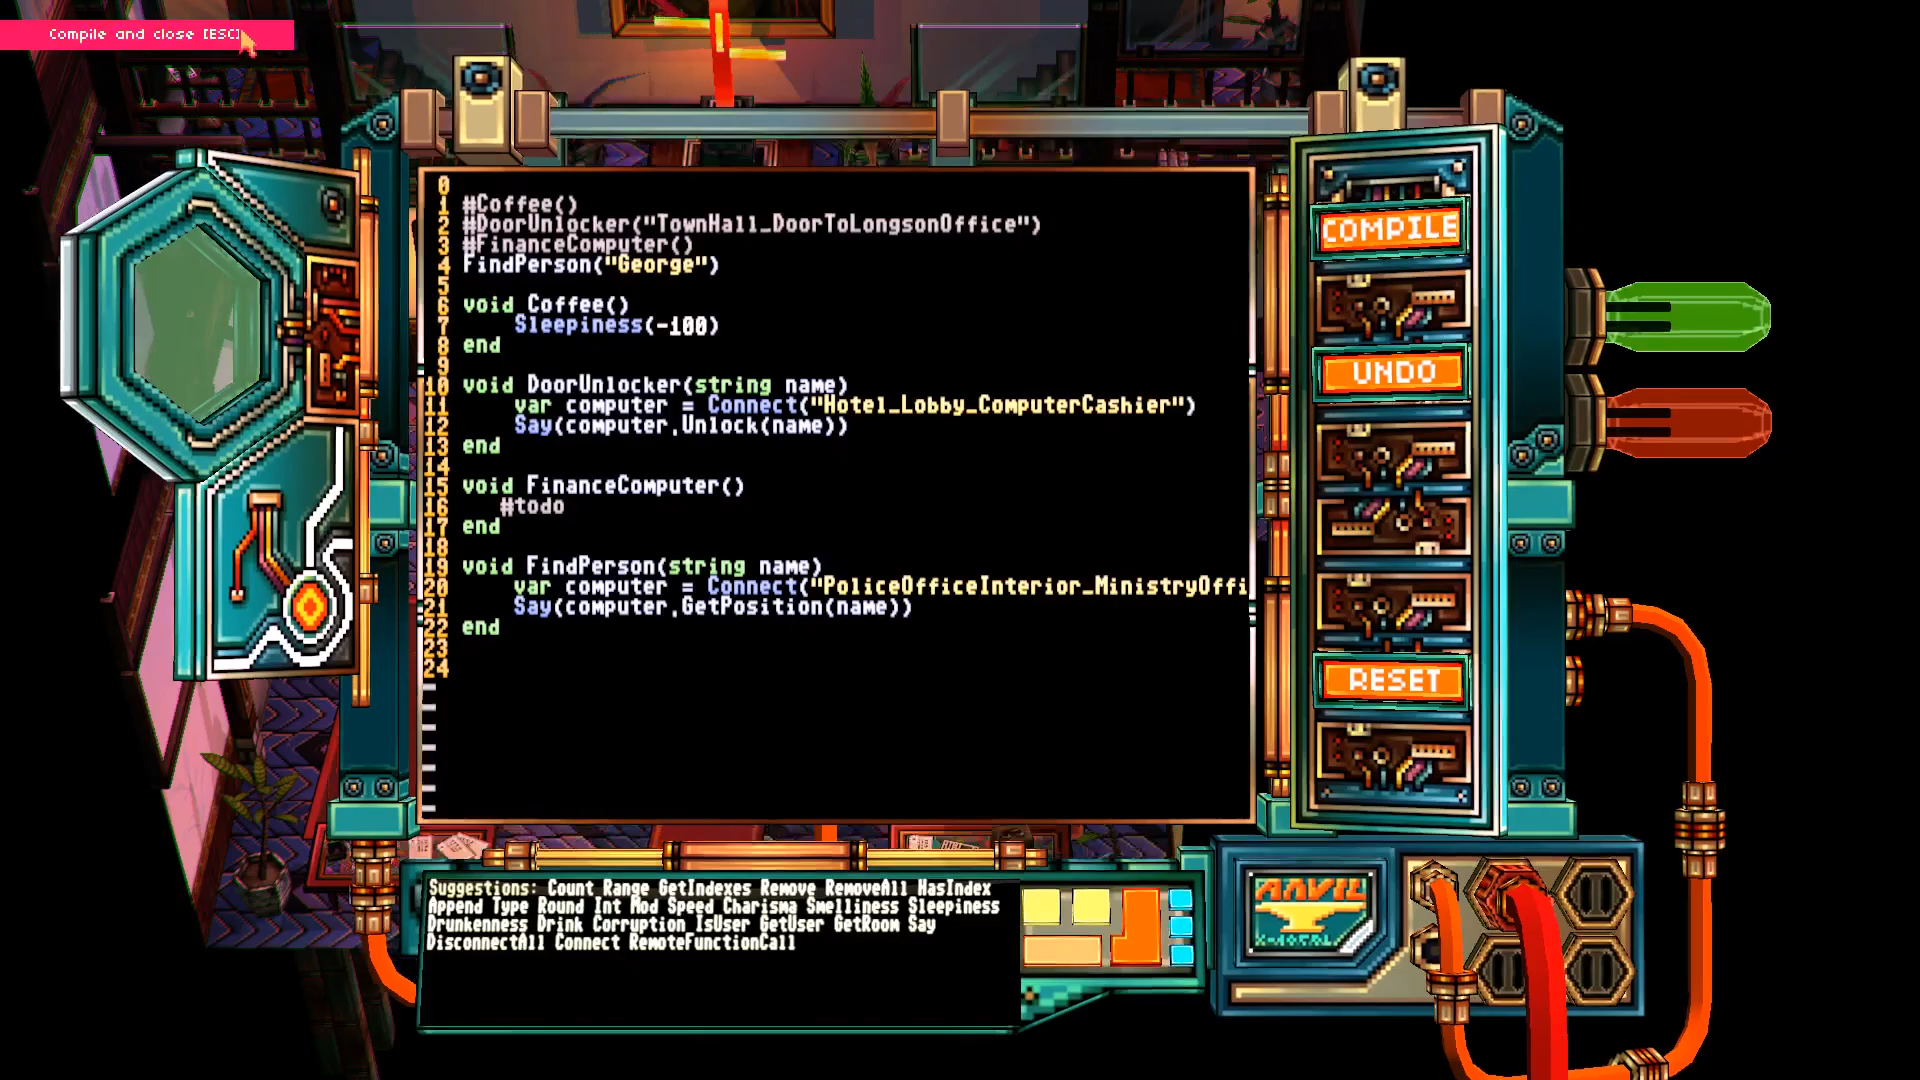 Compile and close [ESC]
0
1 #Coffee()
2 #DoorUnlocker("TownHall_DoorToLongsonOffice")
3 #FinanceComputer()
4 FindPerson("George")
5
6 void Coffee()
7 Sleepiness(-100)
8 end
9
10 void DoorUnlocker(string name)
11 var computer = Connect("Hotel_Lobby_ComputerCashier")
12 Say(computer.Unlock(name))
13 end
14
15 void FinanceComputer()
16 #todo
17 end
18
19 void FindPerson(string name)
20 var computer = Connect("PoliceOfficeInterior_MinistryOffi
21 Say(computer.GetPosition(name))
22 end
23
24
COMPILE
UNDO
RESET
Suggestions: Count Range GetIndexes Remove RemoveAll HasIndex
Append Type Round Int Mod Speed Charisma Smelliness Sleepiness
Drunkenness Drink Corruption IsUser GetUser GetRoom Say
DisconnectAll Connect RemoteFunctionCall
ANVIL